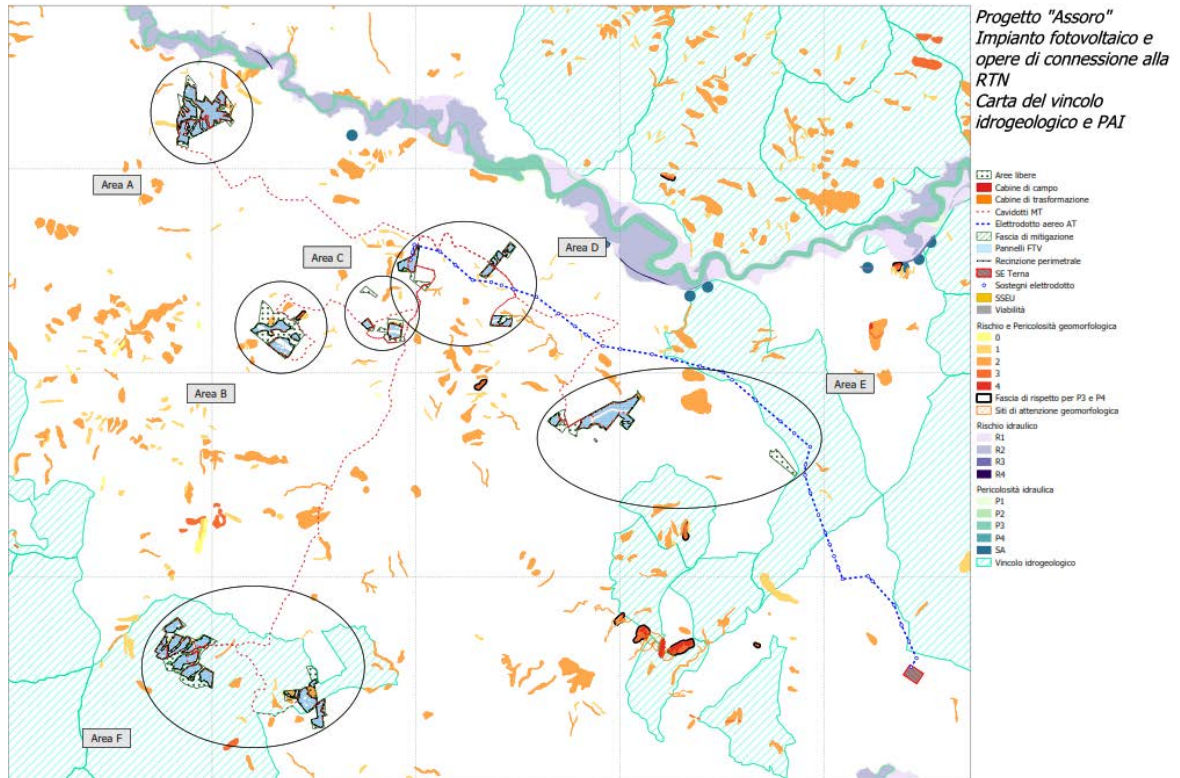 Progetto "Assoro"
Impianto fotovoltaico e
opere di connessione alla
RTN
Carta del vincolo
idrogeologico e PAI
Aree libere
Cabine di campo
Cabine di trasformazione
Cavidotti MT
Elettrodotto aereo AT
Fascia di mitigazione
Pannelli FTV
Recinzione perimetrale
SE Terna
Sostegni elettrodotto
SSEU
Viabilità
Rischio e Pericolosità geomorfologica
0
1
2
3
4
Fascia di rispetto per P3 e P4
Siti di attenzione geomorfologica
Rischio idraulico
R1
R2
R3
R4
Pericolosità idraulica
P1
P2
P3
P4
SA
Vincolo idrogeologico
Area A
Area D
Area C
Area B
Area E
Area F